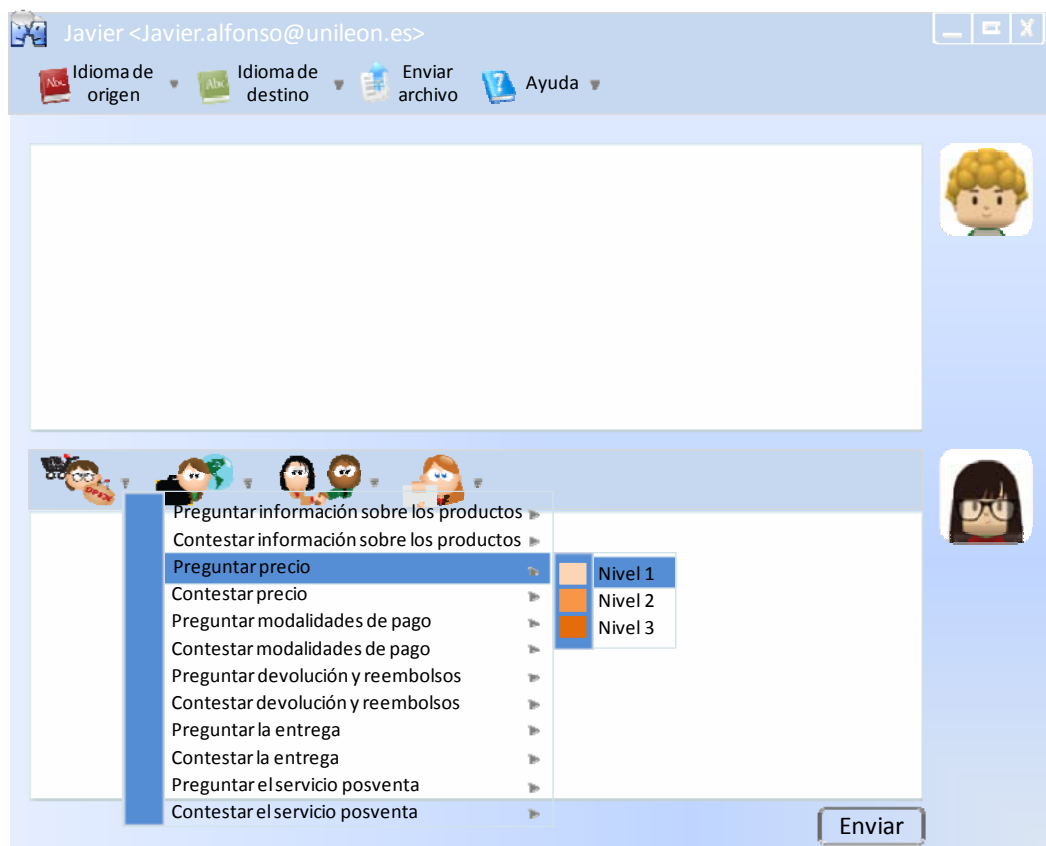 Javier <Javier.alfonso@unileon.es>
Idioma de
origen
Idioma de
destino
Enviar
archivo
Ayuda
Preguntar información sobre los productos
Contestar información sobre los productos
Preguntar precio
Contestar precio
Preguntar modalidades de pago
Contestar modalidades de pago
Preguntar devolución y reembolsos
Contestar devolución y reembolsos
Preguntar la entrega
Contestar la entrega
Preguntar el servicio posventa
Contestar el servicio posventa
Nivel 1
Nivel 2
Nivel 3
Enviar